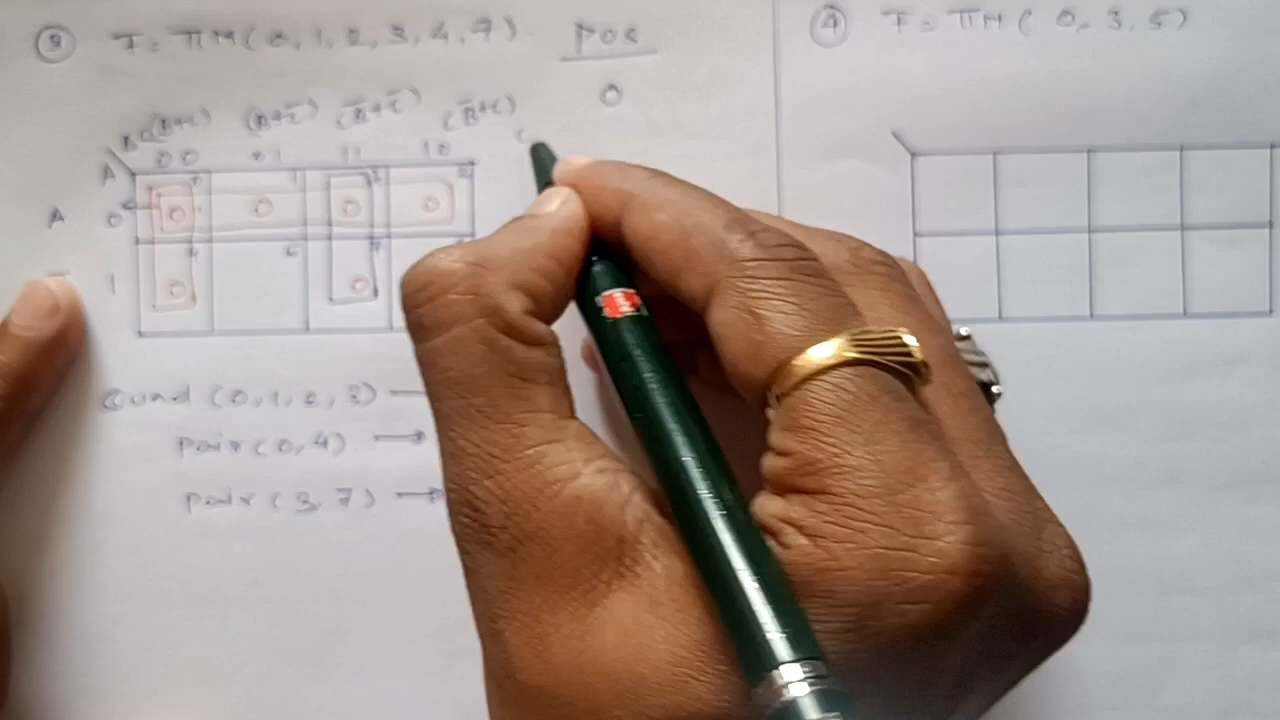 ③ F = ΠM(0, 1, 2, 3, 4, 7) POS
0
BC (B+C) (B+C̅) (B̅+C̅) (B̅+C)
A 00 01 11 10
A 0 0 0 0 0
1 0 0
Quad (0, 1, 2, 3) →
pair (0, 4) →
pair (3, 7) →
④ F = ΠM( 0, 3, 5)